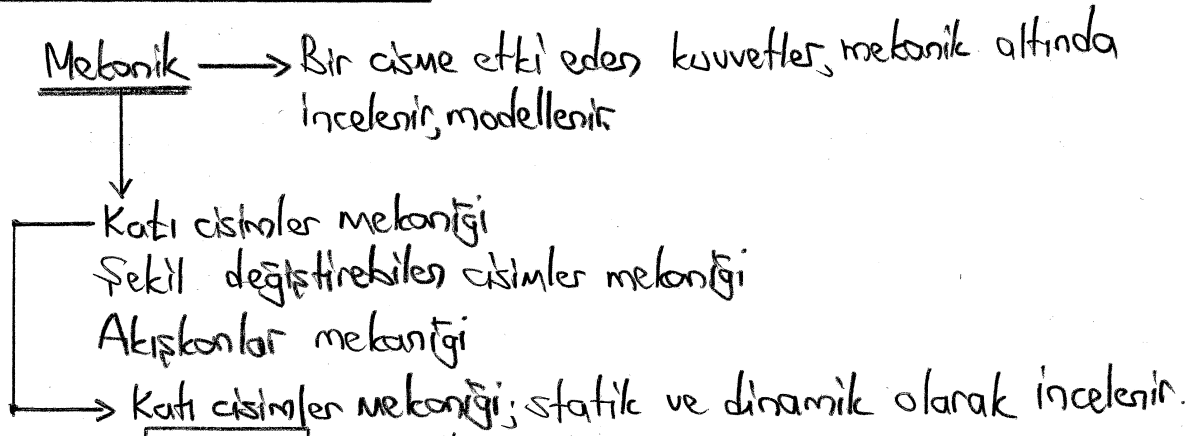 Mekanik → Bir cisme etki eden kuvvetler, mekanik altında
incelenir, modellenir.
Katı cisimler mekaniği
Şekil değiştirebilen cisimler mekaniği
Akışkanlar mekaniği
→ Katı cisimler mekaniği; statik ve dinamik olarak incelenir.